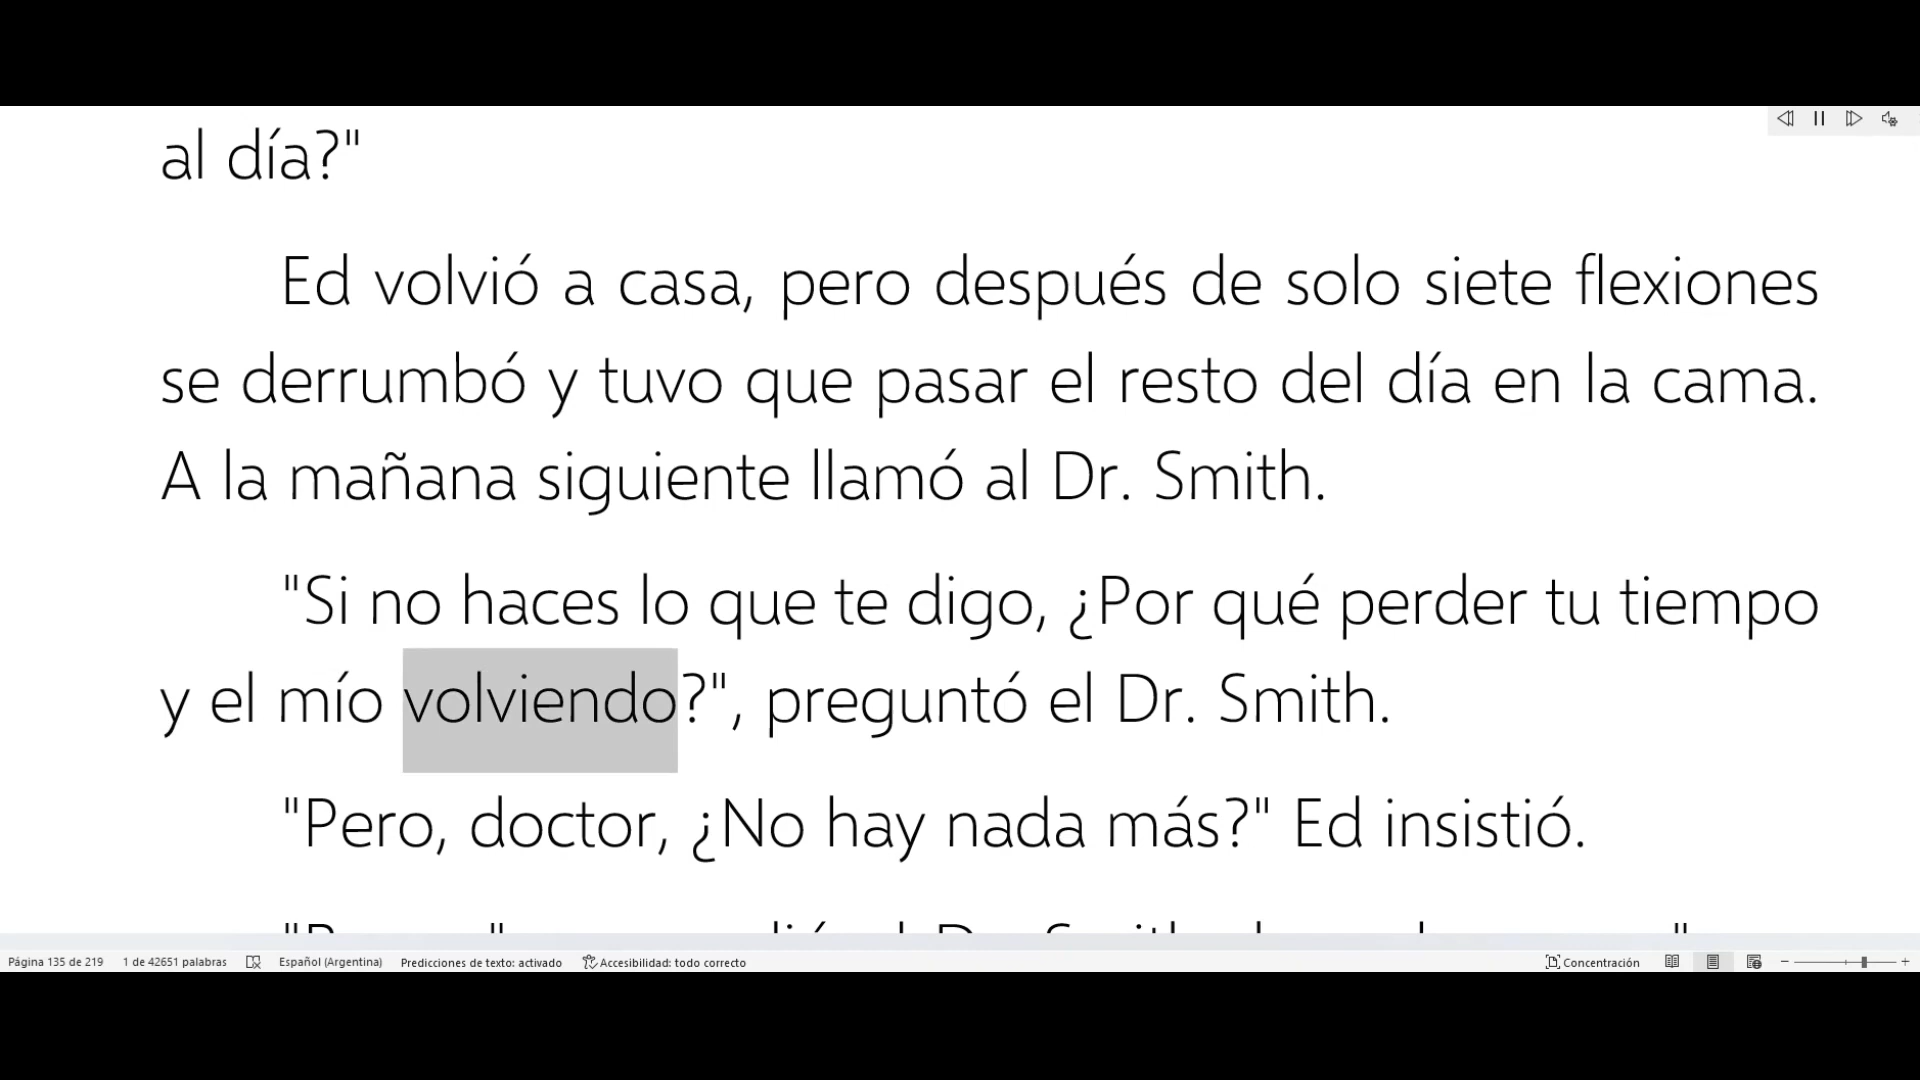 al día?"
Ed volvió a casa, pero después de solo siete flexiones
se derrumbó y tuvo que pasar el resto del día en la cama.
A la mañana siguiente llamó al Dr. Smith.
"Si no haces lo que te digo, ¿Por qué perder tu tiempo
y el mío volviendo?", preguntó el Dr. Smith.
"Pero, doctor, ¿No hay nada más?" Ed insistió.
Página 135 de 219 1 de 42651 palabras Español (Argentina) Predicciones de texto: activado Accesibilidad: todo correcto Concentración